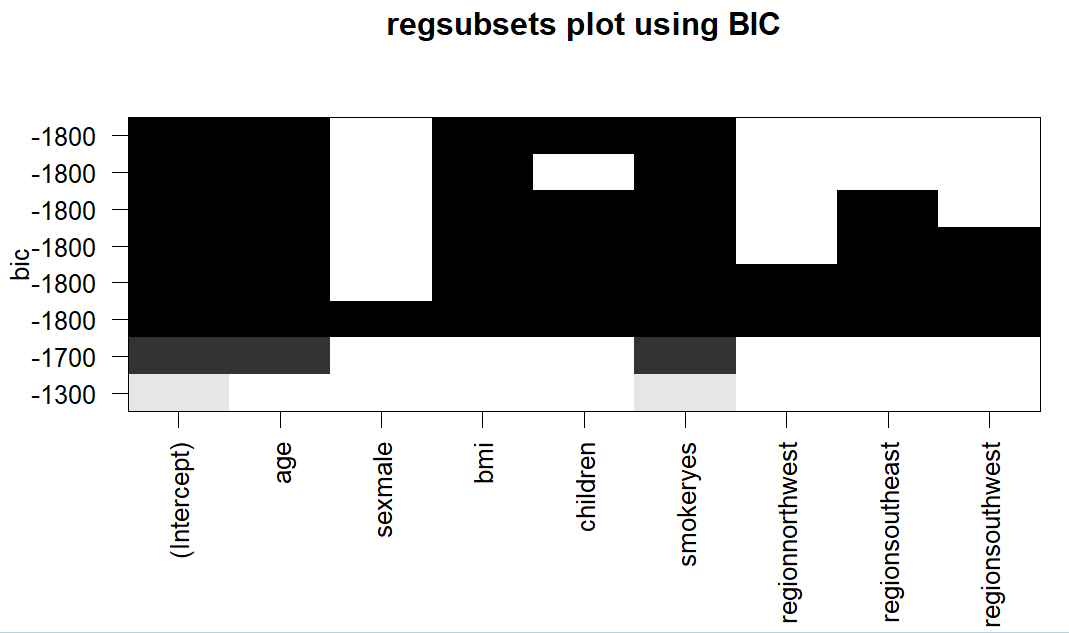 regsubsets plot using BIC
bic
-1800
-1800
-1800
-1800
-1800
-1800
-1700
-1300
(Intercept)
age
sexmale
bmi
children
smokeryes
regionnorthwest
regionsoutheast
regionsouthwest